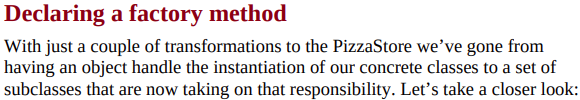 Declaring a factory method
With just a couple of transformations to the PizzaStore we’ve gone from
having an object handle the instantiation of our concrete classes to a set of
subclasses that are now taking on that responsibility. Let’s take a closer look: